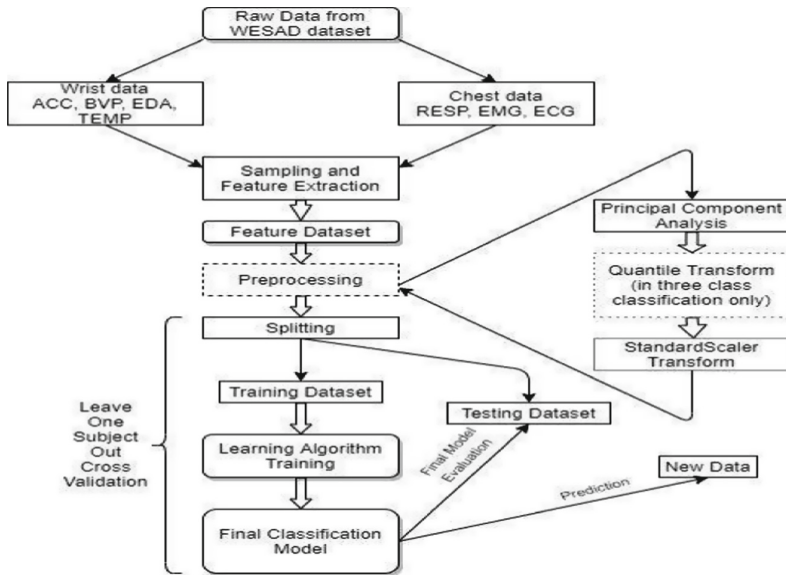 Raw Data from
WESAD dataset
Wrist data
ACC, BVP, EDA,
TEMP
Chest data
RESP, EMG, ECG
Sampling and
Feature Extraction
Feature Dataset
Preprocessing
Principal Component
Analysis
Quantile Transform
(in three class
classification only)
StandardScaler
Transform
Splitting
Leave
One
Subject
Out
Cross
Validation
Training Dataset
Testing Dataset
Learning Algorithm
Training
Final Model
Evaluation
Final Classification
Model
Prediction
New Data